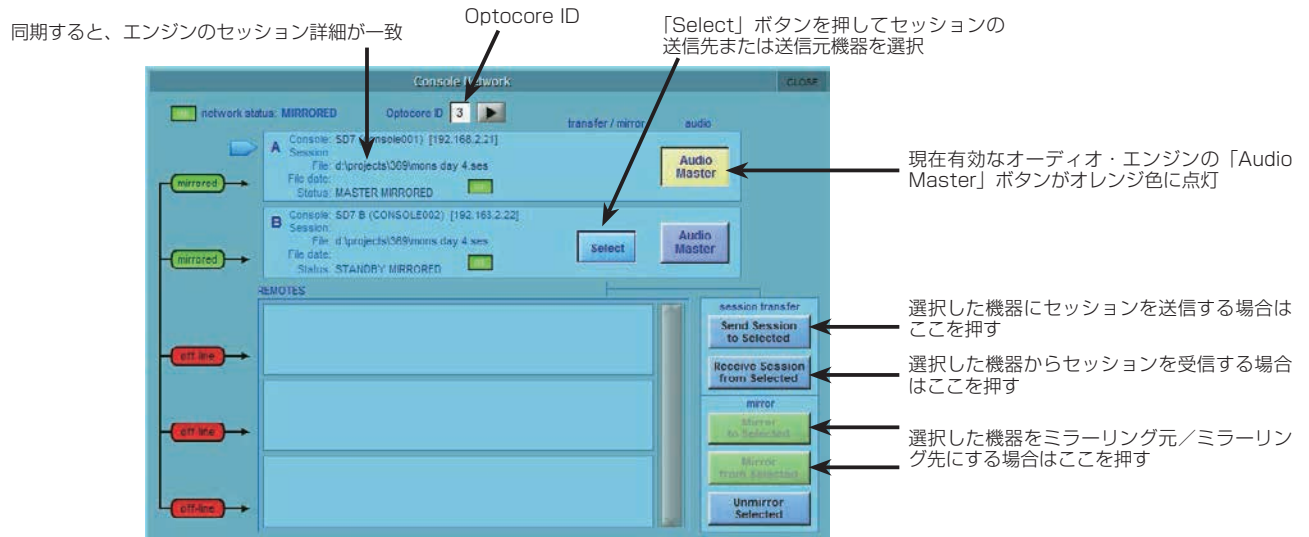 同期すると、エンジンのセッション詳細が一致
Optocore ID
「Select」ボタンを押してセッションの
送信先または送信元機器を選択
Console Network
CLOSE
network status: MIRRORED
Optocore ID 3
transfer / mirror
audio
A
Console: SD7 (Console001) [192.168.2.21]
Session:
File: d:\projects\369\mons day 4.ses
File date:
Status: MASTER MIRRORED
Audio
Master
現在有効なオーディオ・エンジンの「Audio
Master」ボタンがオレンジ色に点灯
mirrored
B
Console: SD7 B (CONSOLE002) [192.168.2.22]
Session:
File: d:\projects\369\mons day 4.ses
File date:
Status: STANDBY MIRRORED
Select
Audio
Master
mirrored
REMOTES
off-line
off-line
off-line
session transfer
Send Session
to Selected
Receive Session
from Selected
mirror
Mirror
to Selected
Mirror
from Selected
Unmirror
Selected
選択した機器にセッションを送信する場合は
ここを押す
選択した機器からセッションを受信する場合
はここを押す
選択した機器をミラーリング元／ミラーリン
グ先にする場合はここを押す